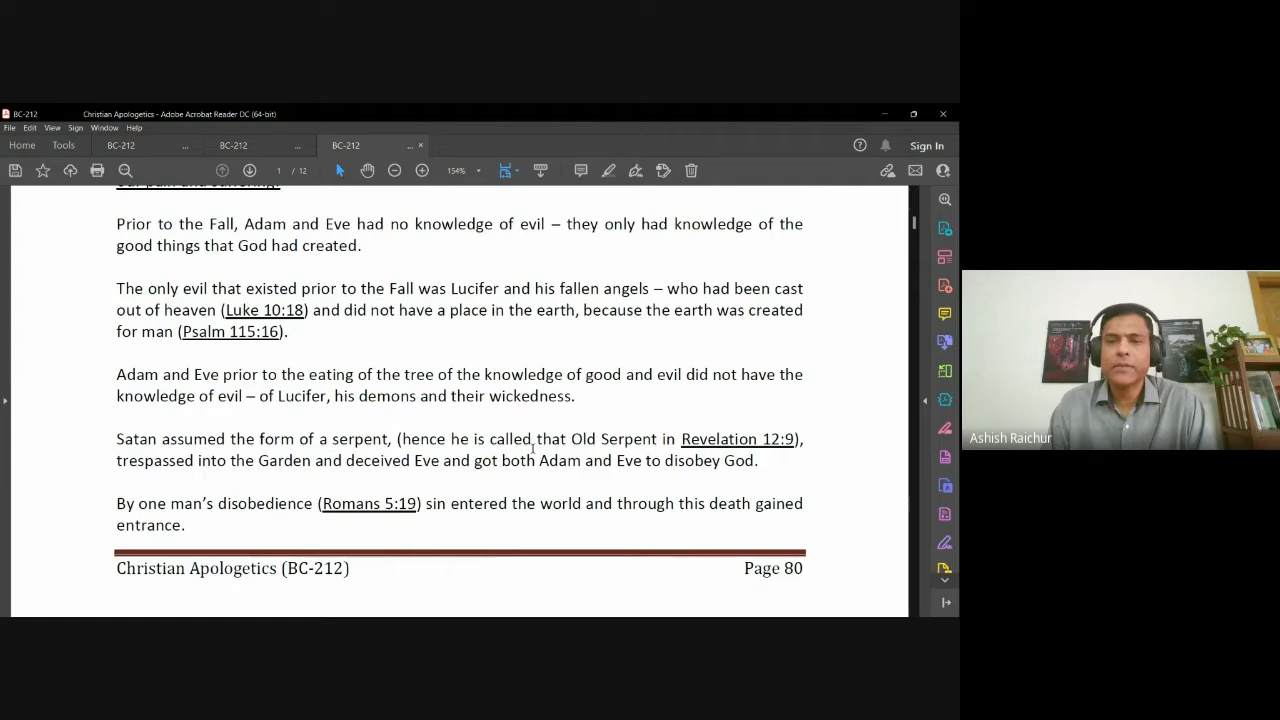 BC-212 Christian Apologetics - Adobe Acrobat Reader DC (64-bit)
File Edit View Sign Window Help
Home Tools BC-212 ... BC-212 ... BC-212 ... × Sign In
1 / 12 154%
our pain and suffering.
Prior to the Fall, Adam and Eve had no knowledge of evil – they only had knowledge of the
good things that God had created.
The only evil that existed prior to the Fall was Lucifer and his fallen angels – who had been cast
out of heaven (Luke 10:18) and did not have a place in the earth, because the earth was created
for man (Psalm 115:16).
Adam and Eve prior to the eating of the tree of the knowledge of good and evil did not have the
knowledge of evil – of Lucifer, his demons and their wickedness.
Satan assumed the form of a serpent, (hence he is called that Old Serpent in Revelation 12:9),
trespassed into the Garden and deceived Eve and got both Adam and Eve to disobey God.
By one man’s disobedience (Romans 5:19) sin entered the world and through this death gained
entrance.
Christian Apologetics (BC-212) Page 80
Ashish Raichur